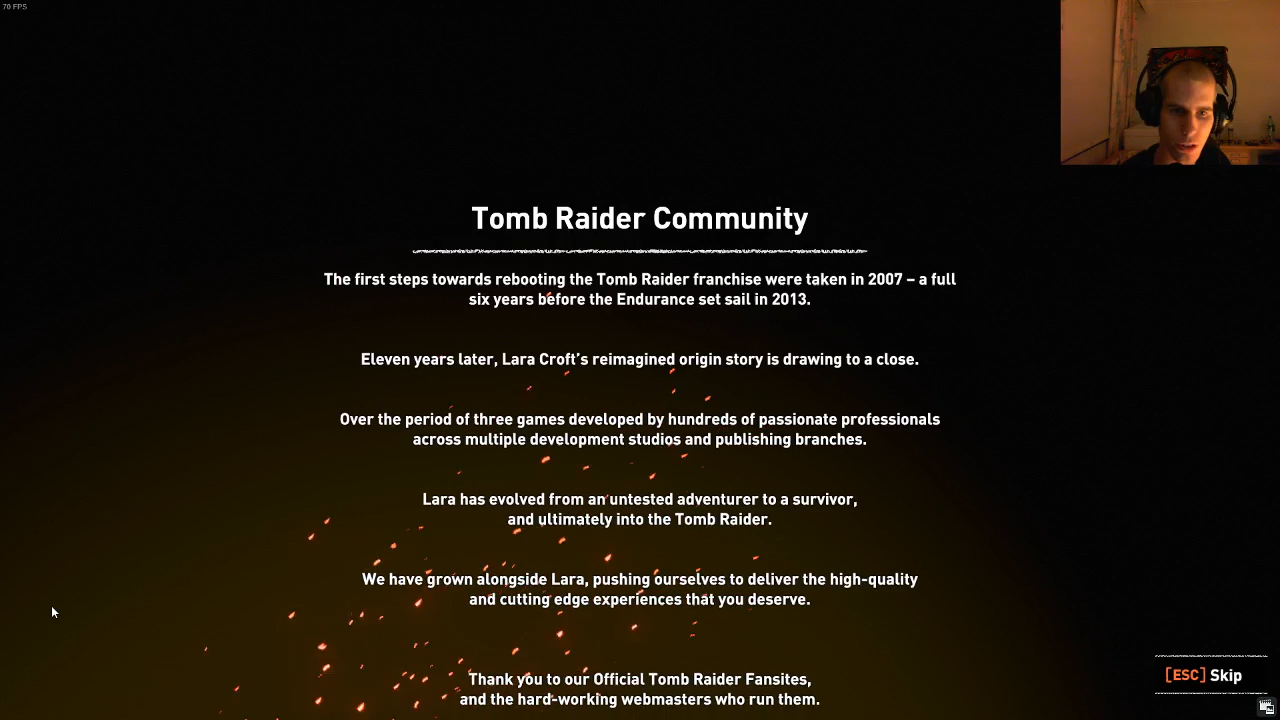 70 FPS
Tomb Raider Community
The first steps towards rebooting the Tomb Raider franchise were taken in 2007 – a full
six years before the Endurance set sail in 2013.
Eleven years later, Lara Croft’s reimagined origin story is drawing to a close.
Over the period of three games developed by hundreds of passionate professionals
across multiple development studios and publishing branches.
Lara has evolved from an untested adventurer to a survivor,
and ultimately into the Tomb Raider.
We have grown alongside Lara, pushing ourselves to deliver the high-quality
and cutting edge experiences that you deserve.
Thank you to our Official Tomb Raider Fansites,
and the hard-working webmasters who run them.
[ESC] Skip